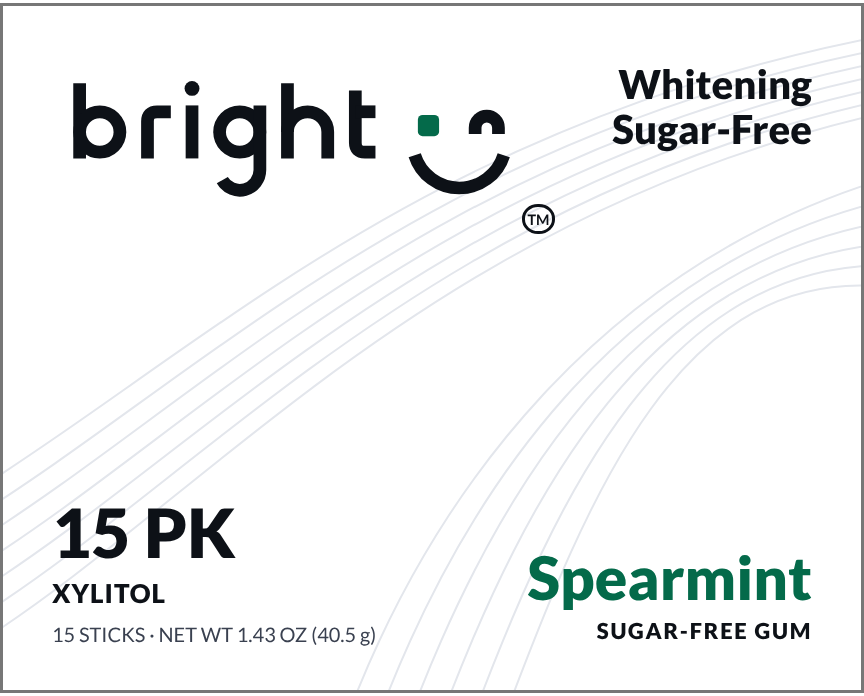 bright
TM
Whitening
Sugar-Free
15 PK
XYLITOL
15 STICKS · NET WT 1.43 OZ (40.5 g)
Spearmint
SUGAR-FREE GUM